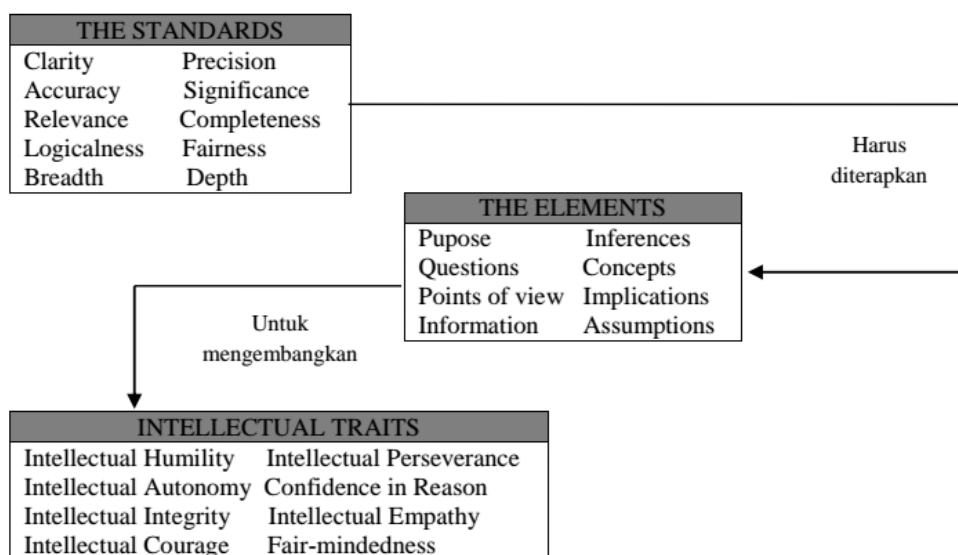 THE STANDARDS
Clarity Precision
Accuracy Significance
Relevance Completeness
Logicalness Fairness
Breadth Depth
Harus
diterapkan
THE ELEMENTS
Pupose Inferences
Questions Concepts
Points of view Implications
Information Assumptions
Untuk
mengembangkan
INTELLECTUAL TRAITS
Intellectual Humility Intellectual Perseverance
Intellectual Autonomy Confidence in Reason
Intellectual Integrity Intellectual Empathy
Intellectual Courage Fair-mindedness